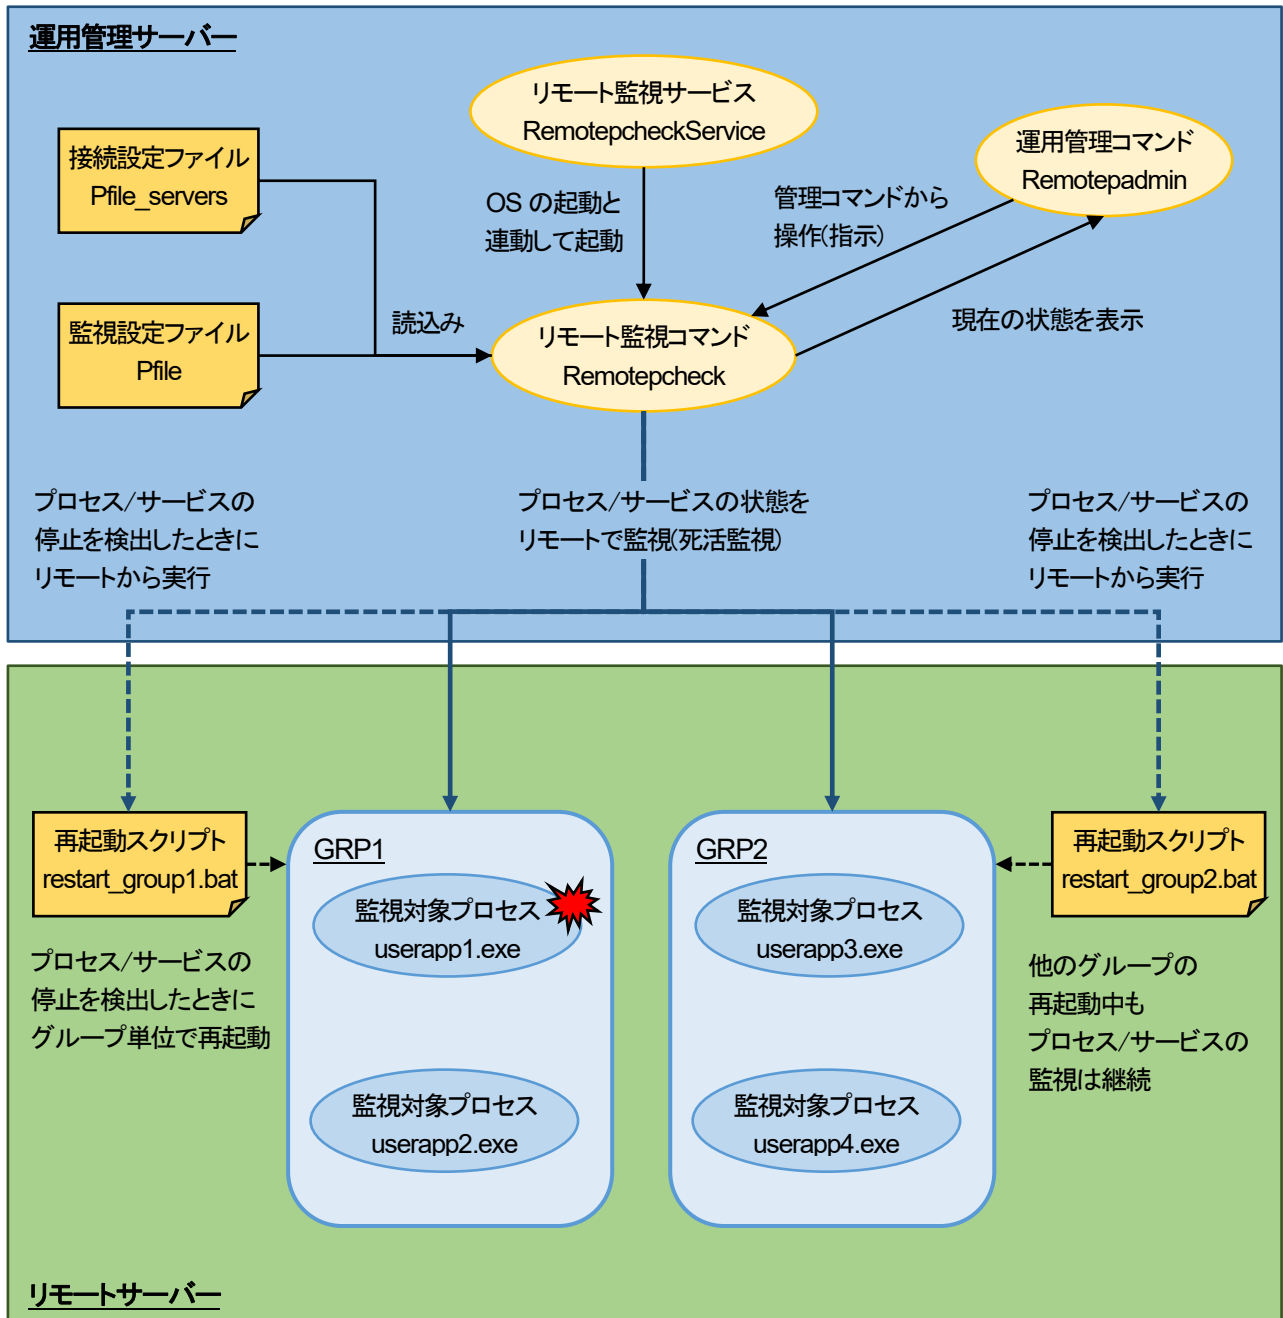 運用管理サーバー
リモート監視サービス
RemotepcheckService
運用管理コマンド
Remotepadmin
接続設定ファイル
Pfile_servers
OS の起動と
連動して起動
管理コマンドから
操作(指示)
監視設定ファイル
Pfile
読込み
リモート監視コマンド
Remotepcheck
現在の状態を表示
プロセス/サービスの
停止を検出したときに
リモートから実行
プロセス/サービスの状態を
リモートで監視(死活監視)
プロセス/サービスの
停止を検出したときに
リモートから実行
再起動スクリプト
restart_group1.bat
GRP1
監視対象プロセス
userapp1.exe
監視対象プロセス
userapp2.exe
GRP2
監視対象プロセス
userapp3.exe
監視対象プロセス
userapp4.exe
再起動スクリプト
restart_group2.bat
プロセス/サービスの
停止を検出したときに
グループ単位で再起動
他のグループの
再起動中も
プロセス/サービスの
監視は継続
リモートサーバー